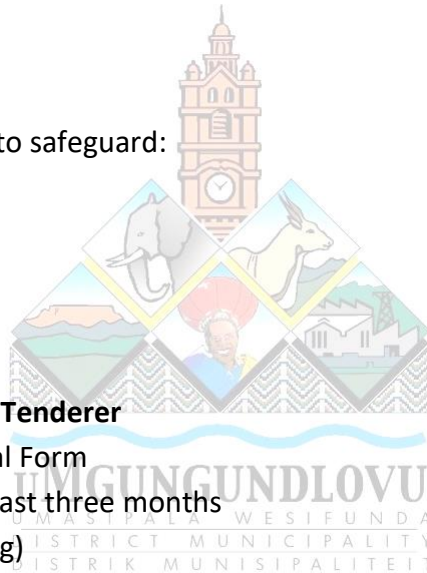 to safeguard:
Tenderer
al Form
ast three months
g)
UMGUNGUNDLOVU
UMASIPALA WESIFUNDA
DISTRICT MUNICIPALITY
DISTRIK MUNISIPALITEIT